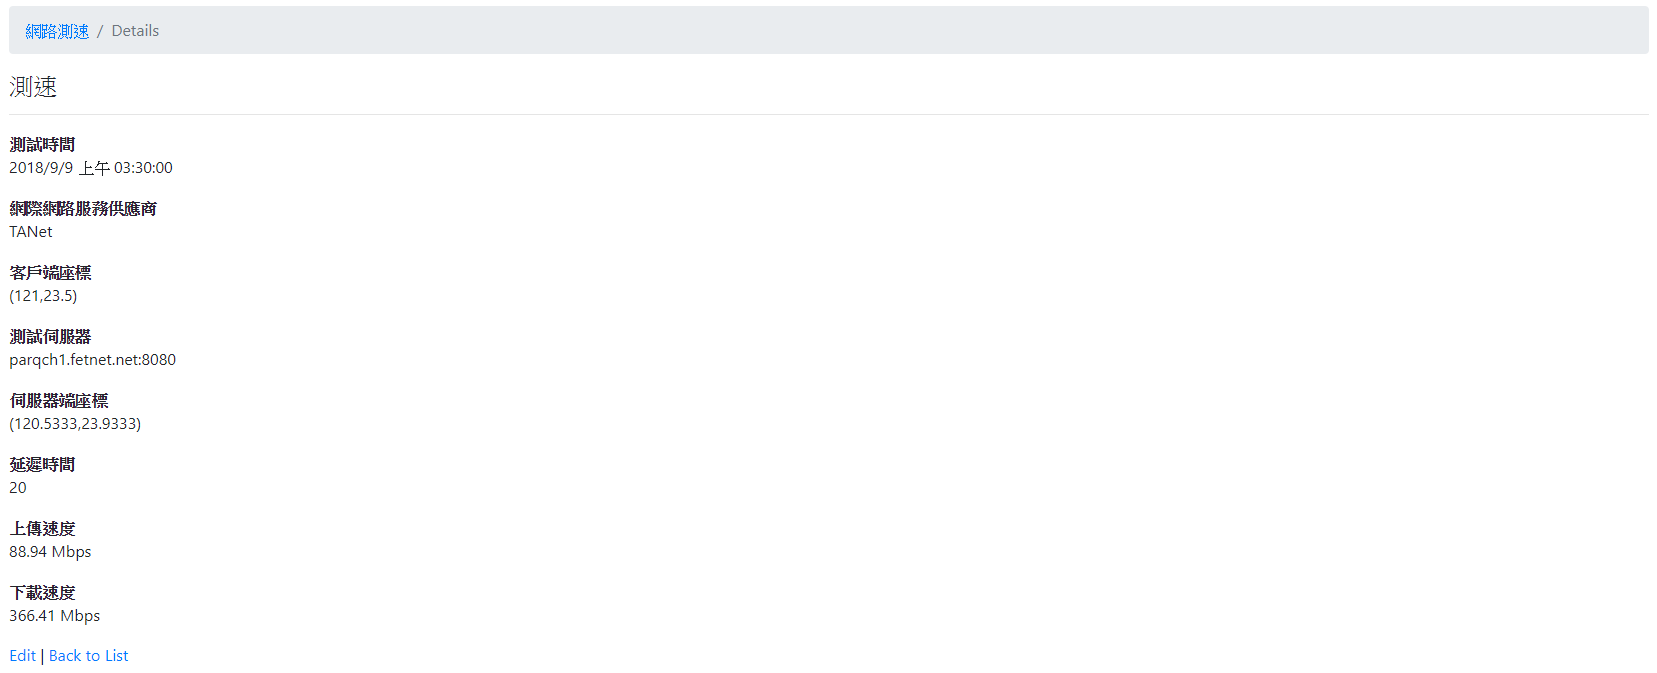 網路測速 / Details
測速
測試時間
2018/9/9 上午 03:30:00
網際網路服務供應商
TANet
客戶端座標
(121,23.5)
測試伺服器
parqch1.fetnet.net:8080
伺服器端座標
(120.5333,23.9333)
延遲時間
20
上傳速度
88.94 Mbps
下載速度
366.41 Mbps
Edit | Back to List